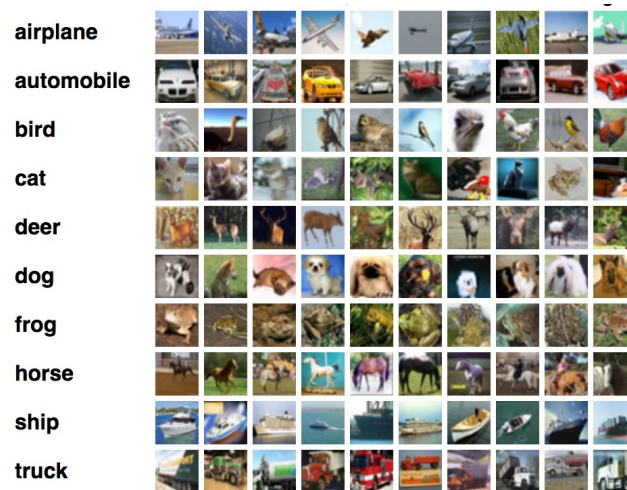 airplane
automobile
bird
cat
deer
dog
frog
horse
ship
truck